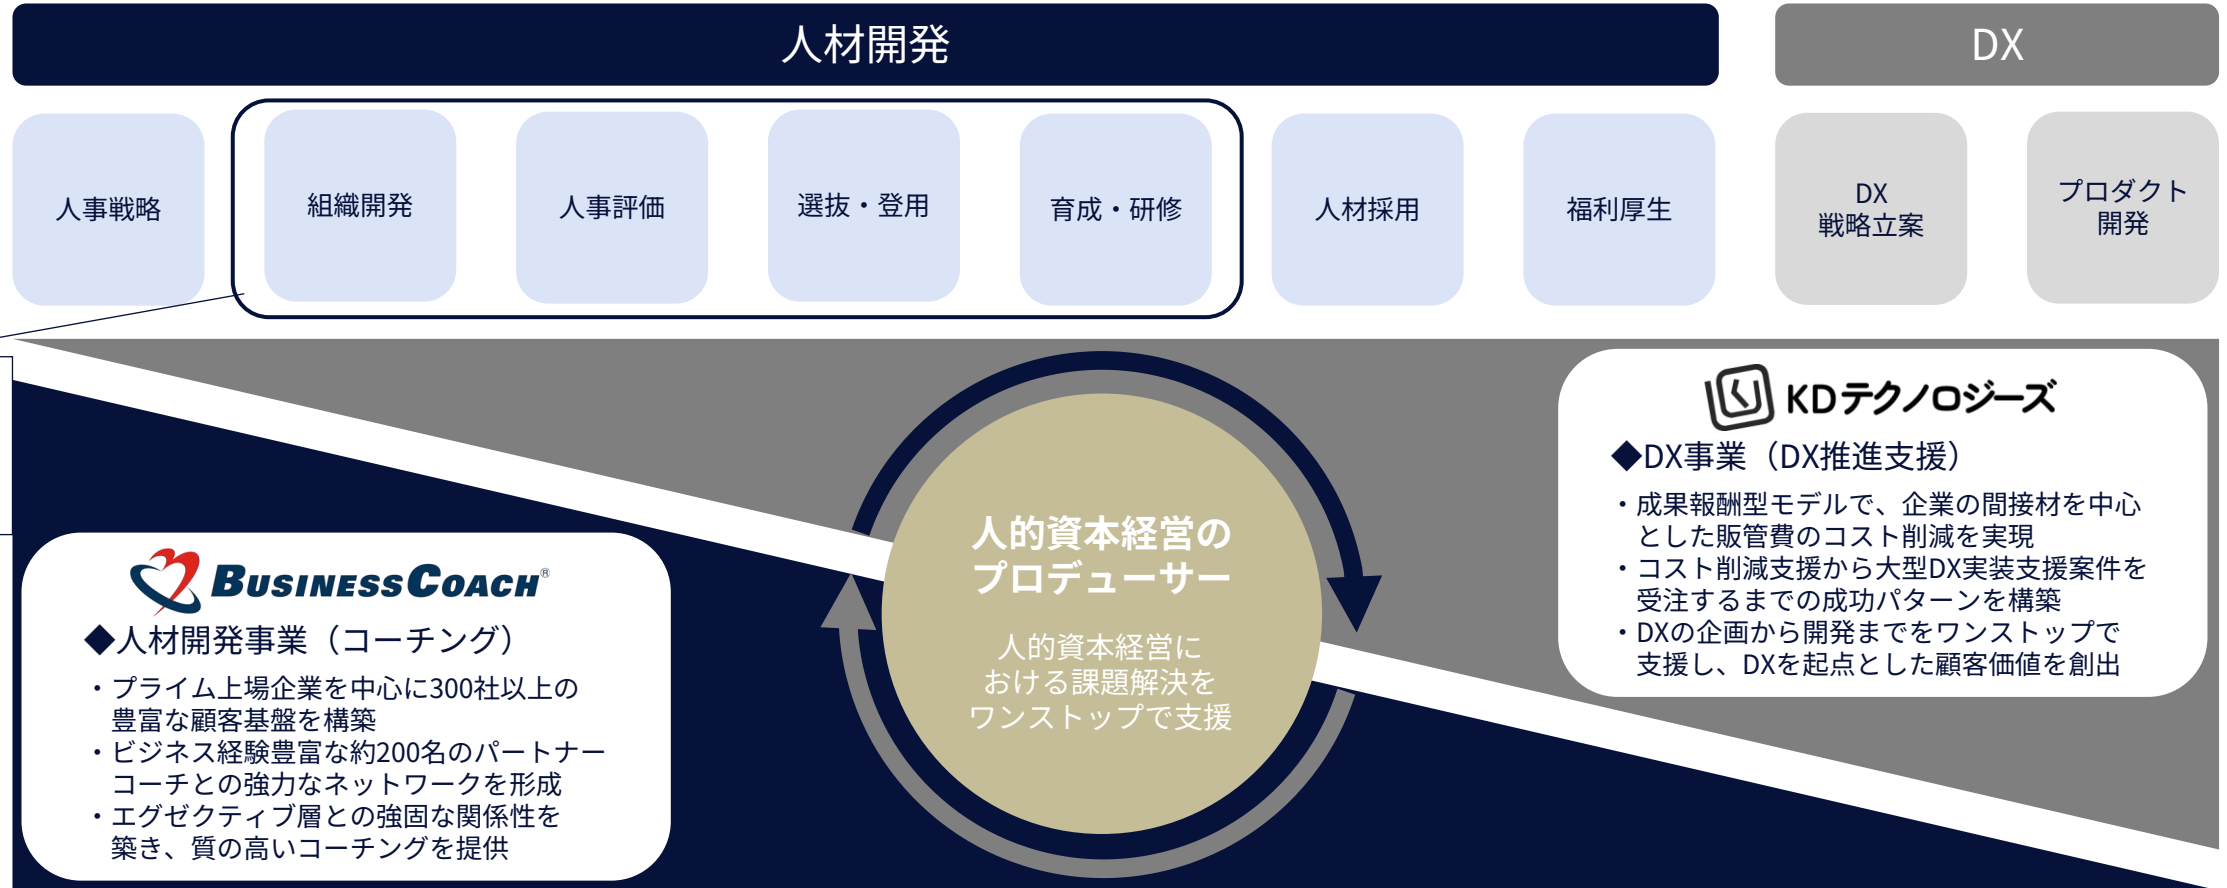 人材開発
DX
人事戦略
組織開発
人事評価
選抜・登用
育成・研修
人材採用
福利厚生
DX
戦略立案
プロダクト
開発
KDテクノロジーズ
◆DX事業（DX推進支援）
・成果報酬型モデルで、企業の間接材を中心
とした販管費のコスト削減を実現
・コスト削減支援から大型DX実装支援案件を
受注するまでの成功パターンを構築
・DXの企画から開発までをワンストップで
支援し、DXを起点とした顧客価値を創出
人的資本経営の
プロデューサー
人的資本経営に
おける課題解決を
ワンストップで支援
BUSINESSCOACH®
◆人材開発事業（コーチング）
・プライム上場企業を中心に300社以上の
豊富な顧客基盤を構築
・ビジネス経験豊富な約200名のパートナー
コーチとの強力なネットワークを形成
・エグゼクティブ層との強固な関係性を
築き、質の高いコーチングを提供